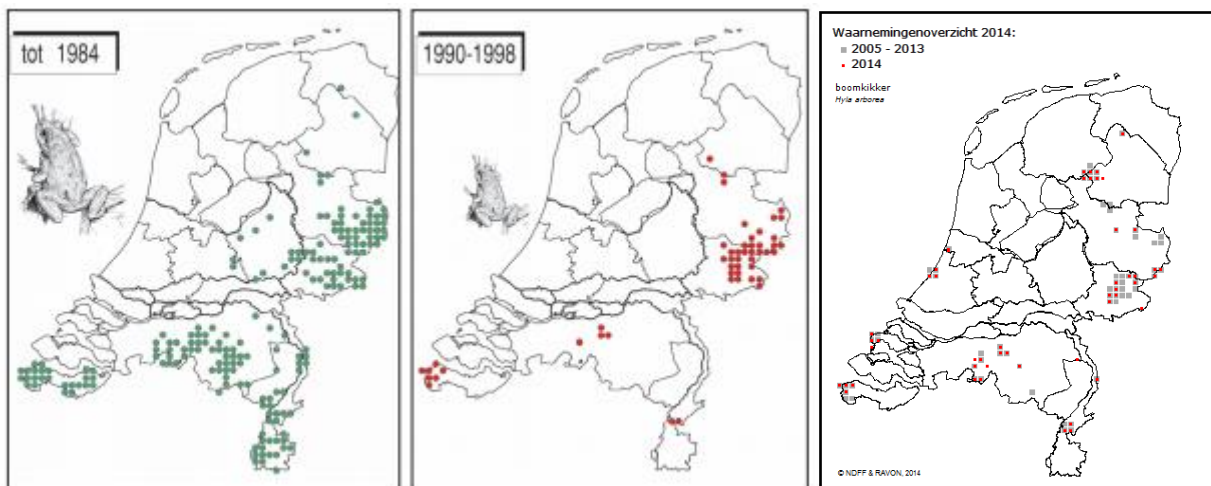 tot 1984
1990-1998
Waarnemingenoverzicht 2014:
2005 - 2013
2014
boomkikker
Hyla arborea
© NDFF & RAVON, 2014